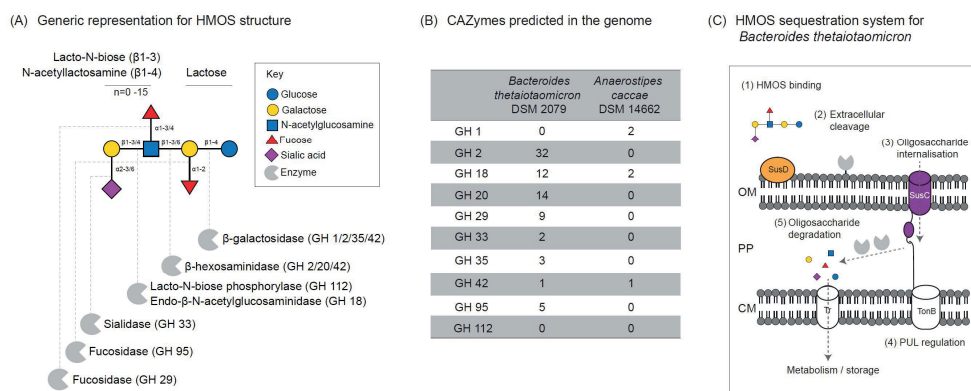 (A) Generic representation for HMOS structure
Lacto-N-biose (β1-3)
N-acetyllactosamine (β1-4)
Lactose
n=0 -15
α1-3/4
β1-3/4
β1-3/6
β1-4
α2-3/6
α1-2
Key
Glucose
Galactose
N-acetylglucosamine
Fucose
Sialic acid
Enzyme
β-galactosidase (GH 1/2/35/42)
β-hexosaminidase (GH 2/20/42)
Lacto-N-biose phosphorylase (GH 112)
Endo-β-N-acetylglucosaminidase (GH 18)
Sialidase (GH 33)
Fucosidase (GH 95)
Fucosidase (GH 29)
(B) CAZymes predicted in the genome
Bacteroides thetaiotaomicron DSM 2079
Anaerostipes caccae DSM 14662
GH 1 0 2
GH 2 32 0
GH 18 12 2
GH 20 14 0
GH 29 9 0
GH 33 2 0
GH 35 3 0
GH 42 1 1
GH 95 5 0
GH 112 0 0
(C) HMOS sequestration system for
Bacteroides thetaiotaomicron
(1) HMOS binding
(2) Extracellular
cleavage
(3) Oligosaccharide
internalisation
SusD
SusC
OM
(5) Oligosaccharide
degradation
PP
CM
Tr
TonB
(4) PUL regulation
Metabolism / storage